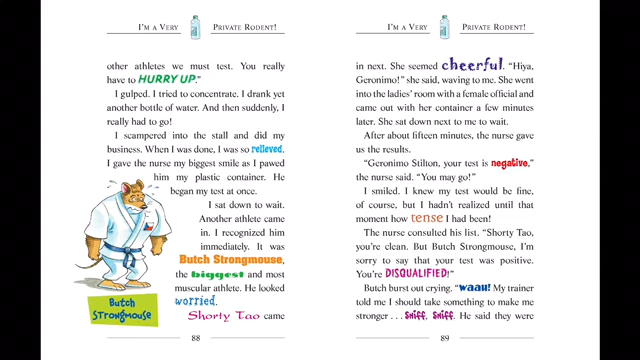 I'm a Very Private Rodent!
other athletes we must test. You really
have to HURRY UP."
I gulped. I tried to concentrate. I drank yet
another bottle of water. And then suddenly, I
really had to go!
I scampered into the stall and did my
business. When I was done, I was so relieved.
I gave the nurse my biggest smile as I pawed
him my plastic container. He
began my test at once.
I sat down to wait.
Another athlete came
in. I recognized him
immediately. It was
Butch Strongmouse,
the biggest and most
muscular athlete. He looked
worried.
Shorty Tao came
Butch
Strongmouse
88
I'm a Very Private Rodent!
in next. She seemed cheerful. "Hiya,
Geronimo!" she said, waving to me. She went
into the ladies' room with a female official and
came out with her container a few minutes
later. She sat down next to me to wait.
After about fifteen minutes, the nurse gave
us the results.
"Geronimo Stilton, your test is negative,"
the nurse said. "You may go!"
I smiled. I knew my test would be fine,
of course, but I hadn't realized until that
moment how tense I had been!
The nurse consulted his list. "Shorty Tao,
you're clean. But Butch Strongmouse, I'm
sorry to say that your test was positive.
You're DISQUALIFIED!"
Butch burst out crying. "Waau! My trainer
told me I should take something to make me
stronger . . . Sniff, sniff. He said they were
89